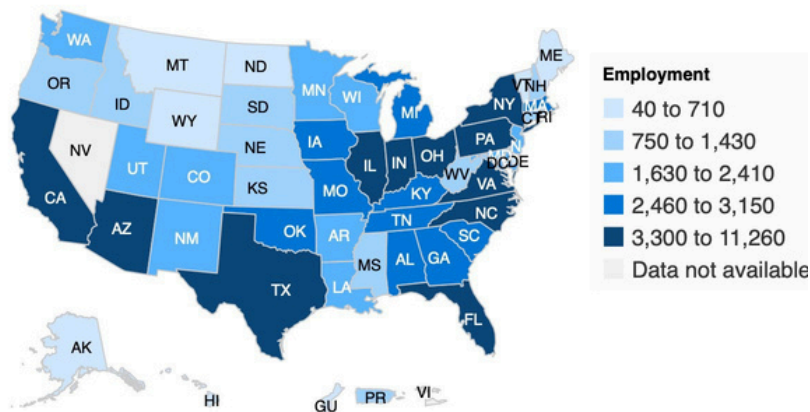 WA
MT
ND
ME
OR
ID
SD
MN
WI
MI
VT
NH
NY
MA
CT
RI
WY
NE
IA
PA
NV
UT
CO
KS
MO
IL
IN
OH
DC
DE
WV
VA
KY
CA
AZ
NM
OK
AR
TN
NC
SC
TX
LA
MS
AL
GA
FL
AK
HI
GU
PR
VI
Employment
40 to 710
750 to 1,430
1,630 to 2,410
2,460 to 3,150
3,300 to 11,260
Data not available